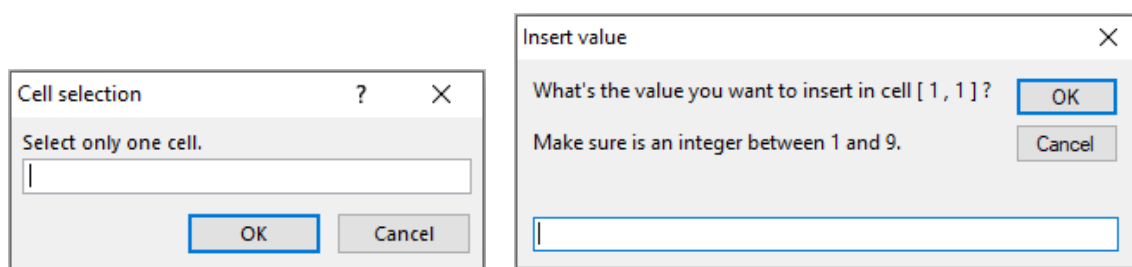 Cell selection ?
Select only one cell.
OK Cancel
Insert value
What's the value you want to insert in cell [ 1 , 1 ] ?
OK
Make sure is an integer between 1 and 9.
Cancel